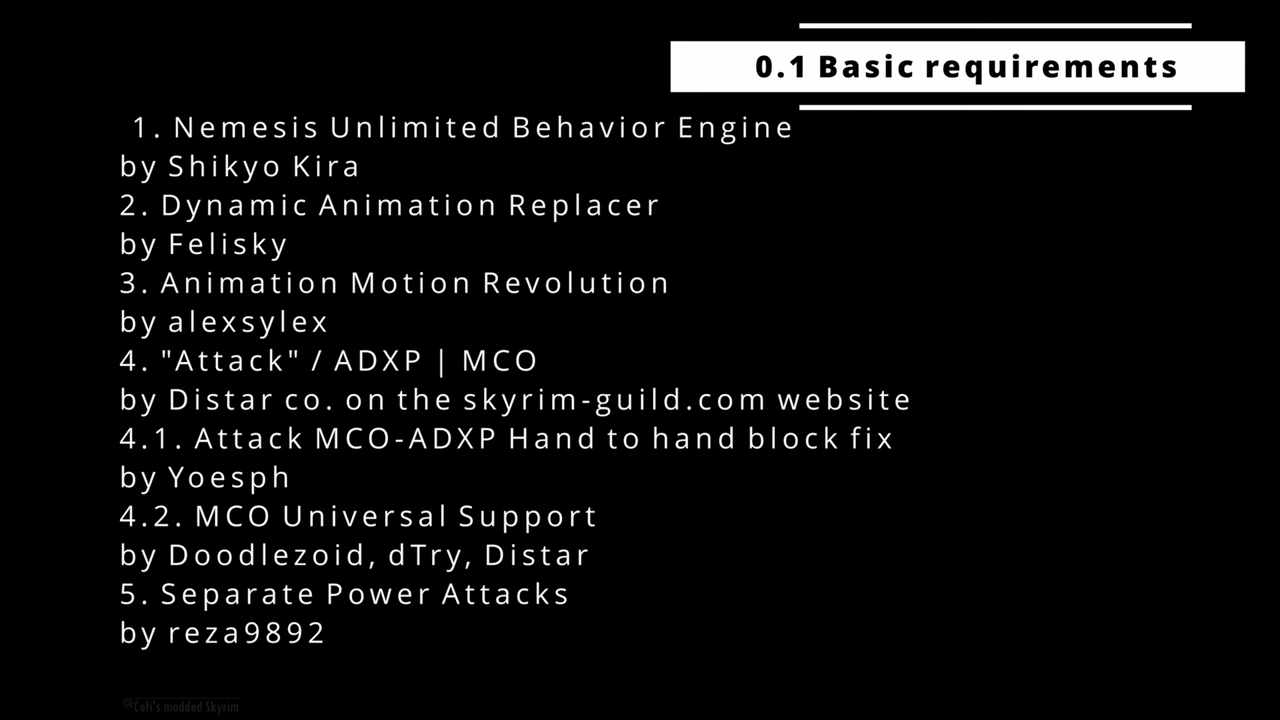 0.1 Basic requirements
1. Nemesis Unlimited Behavior Engine
by Shikyo Kira
2. Dynamic Animation Replacer
by Felisky
3. Animation Motion Revolution
by alexsylex
4. "Attack" / ADXP | MCO
by Distar co. on the skyrim-guild.com website
4.1. Attack MCO-ADXP Hand to hand block fix
by Yoesph
4.2. MCO Universal Support
by Doodlezoid, dTry, Distar
5. Separate Power Attacks
by reza9892
@Cofi's modded Skyrim